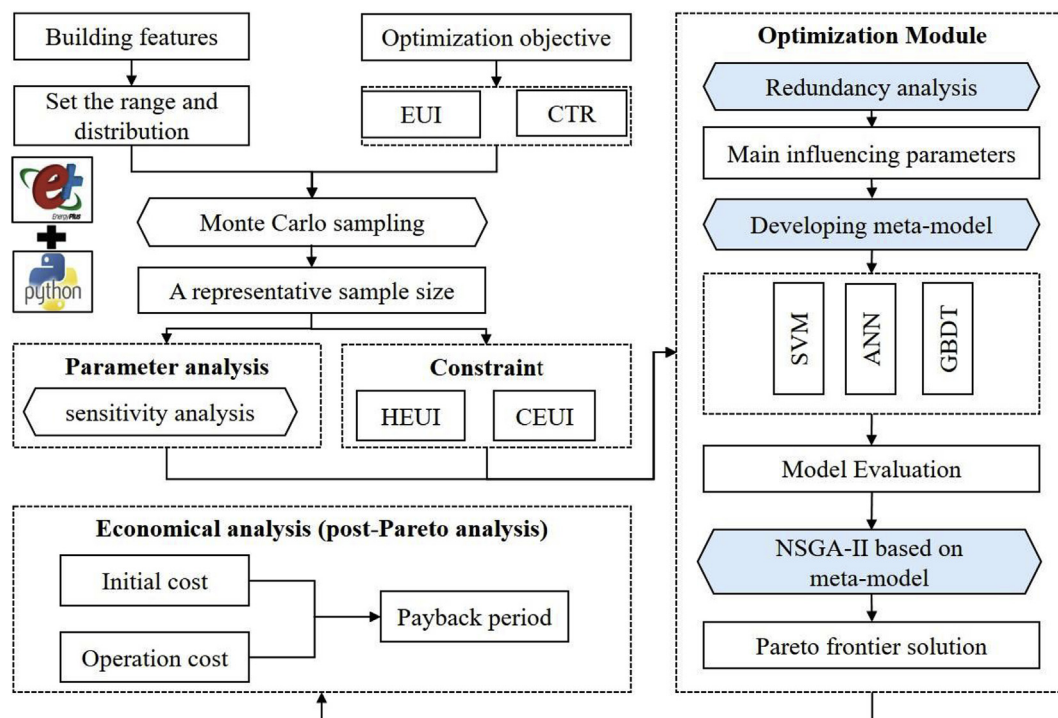 Building features
Set the range and
distribution
Optimization objective
EUI
CTR
et
EnergyPlus
python
Monte Carlo sampling
A representative sample size
Parameter analysis
sensitivity analysis
Constraint
HEUI
CEUI
Economical analysis (post-Pareto analysis)
Initial cost
Operation cost
Payback period
Optimization Module
Redundancy analysis
Main influencing parameters
Developing meta-model
SVM
ANN
GBDT
Model Evaluation
NSGA-II based on
meta-model
Pareto frontier solution